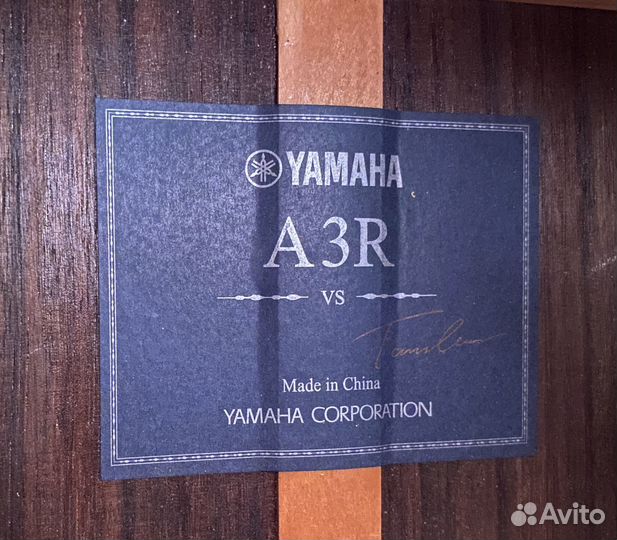 YAMAHA
A3R
VS
Made in China
YAMAHA CORPORATION
Avito